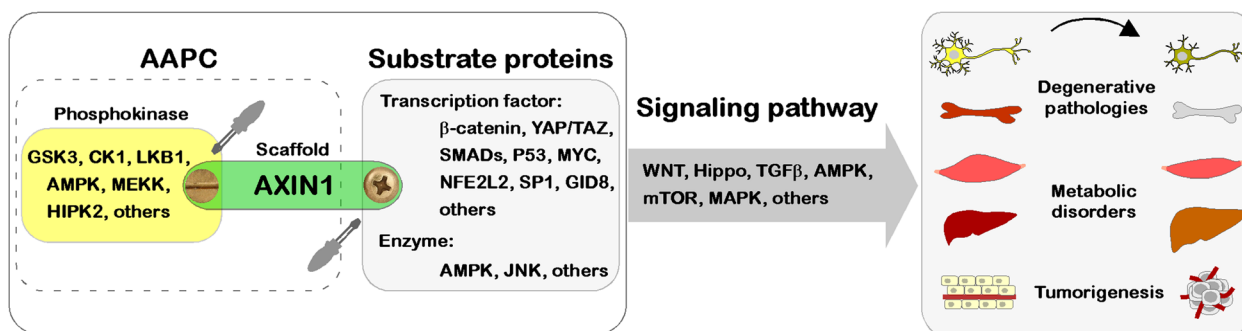 AAPC
Phosphokinase
GSK3, CK1, LKB1,
AMPK, MEKK,
HIPK2, others
Scaffold
AXIN1
Substrate proteins
Transcription factor:
β-catenin, YAP/TAZ,
SMADs, P53, MYC,
NFE2L2, SP1, GID8,
others
Enzyme:
AMPK, JNK, others
Signaling pathway
WNT, Hippo, TGFβ, AMPK,
mTOR, MAPK, others
Degenerative
pathologies
Metabolic
disorders
Tumorigenesis